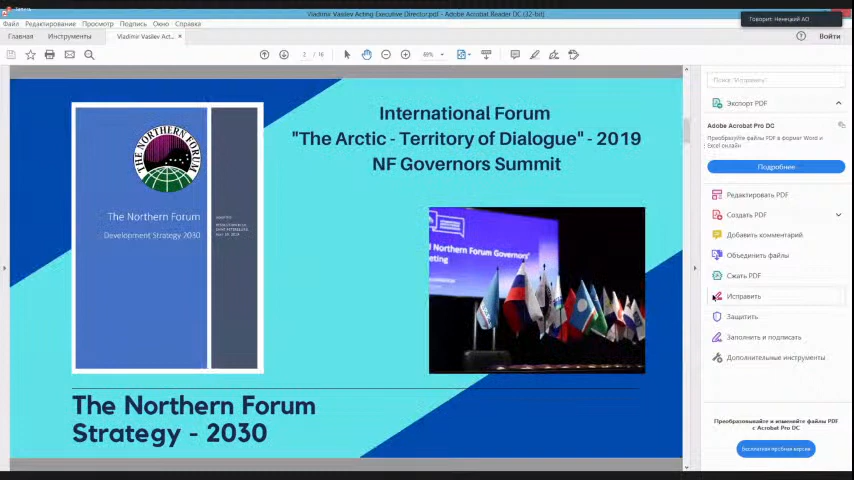 Vladimir Vasilev Acting Executive Director.pdf - Adobe Acrobat Reader DC (32-bit)
Говорит: Ненецкий АО
Файл Редактирование Просмотр Подпись Окно Справка
Главная Инструменты Vladimir Vasilev Act... × Войти
2 / 16 69%
International Forum
"The Arctic - Territory of Dialogue" - 2019
NF Governors Summit
THE NORTHERN FORUM
The Northern Forum
Development Strategy 2030
Northern Forum Governors'
The Northern Forum
Strategy - 2030
Поиск "Исправить"
Экспорт PDF
Adobe Acrobat Pro DC
Преобразуйте файлы PDF в формат Word и
Excel онлайн
Подробнее
Редактировать PDF
Создать PDF
Добавить комментарий
Объединить файлы
Сжать PDF
Исправить
Защитить
Заполнить и подписать
Дополнительные инструменты
Преобразовывайте и изменяйте файлы PDF
с Acrobat Pro DC
Бесплатная пробная версия